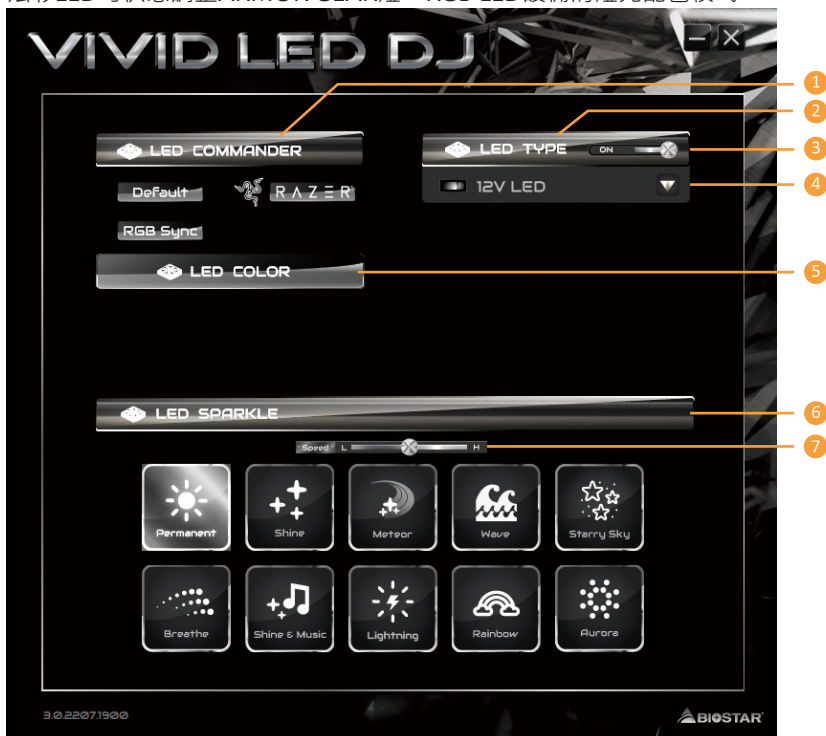 VIVID LED DJ
1
2
LED COMMANDER
LED TYPE ON
3
Default RAZER
12V LED
4
RGB Sync
LED COLOR
5
LED SPARKLE
6
Speed L H
7
Permanent Shine Meteor Wave Starry Sky
Breathe Shine & Music Lightning Rainbow Aurora
3.0.2207.1900
BIOSTAR